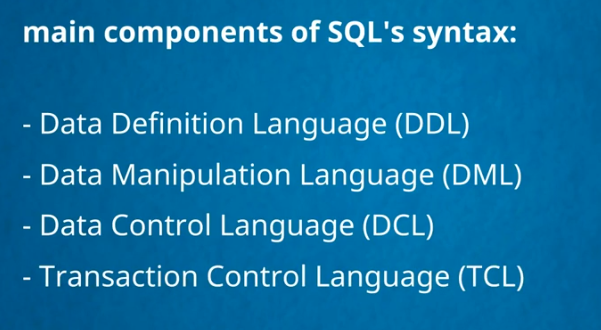 main components of SQL's syntax:
- Data Definition Language (DDL)
- Data Manipulation Language (DML)
- Data Control Language (DCL)
- Transaction Control Language (TCL)